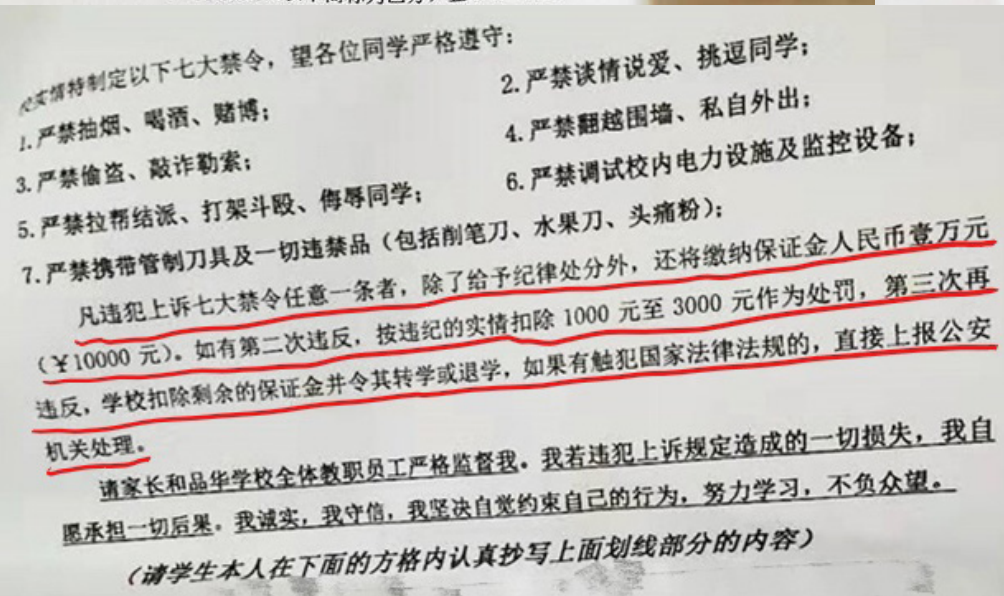 实情特制定以下七大禁令，望各位同学严格遵守：
1.严禁抽烟、喝酒、赌博；
2.严禁谈情说爱、挑逗同学；
3.严禁偷盗、敲诈勒索；
4.严禁翻越围墙、私自外出；
5.严禁拉帮结派、打架斗殴、侮辱同学；
6.严禁调试校内电力设施及监控设备；
7.严禁携带管制刀具及一切违禁品（包括削笔刀、水果刀、头痛粉）；
凡违犯上诉七大禁令任意一条者，除了给予纪律处分外，还将缴纳保证金人民币壹万元
（￥10000 元）。如有第二次违反，按违纪的实情扣除 1000 元至 3000 元作为处罚，第三次再
违反，学校扣除剩余的保证金并令其转学或退学，如果有触犯国家法律法规的，直接上报公安
机关处理。
请家长和品华学校全体教职员工严格监督我。我若违犯上诉规定造成的一切损失，我自
愿承担一切后果。我诚实，我守信，我坚决自觉约束自己的行为，努力学习，不负众望。
（请学生本人在下面的方格内认真抄写上面划线部分的内容）